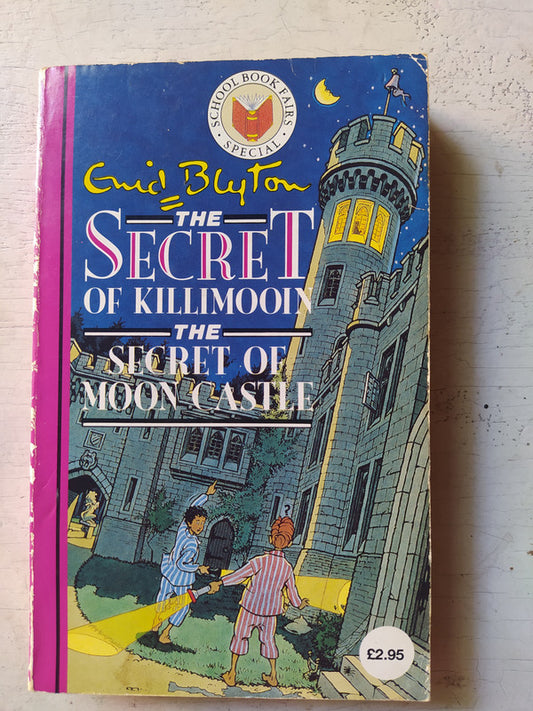 SCHOOL BOOK FAIRS
SPECIAL
Enid Blyton
THE
SECRET
OF KILLIMOOIN
THE
SECRET OF
MOON CASTLE
?
£2.95